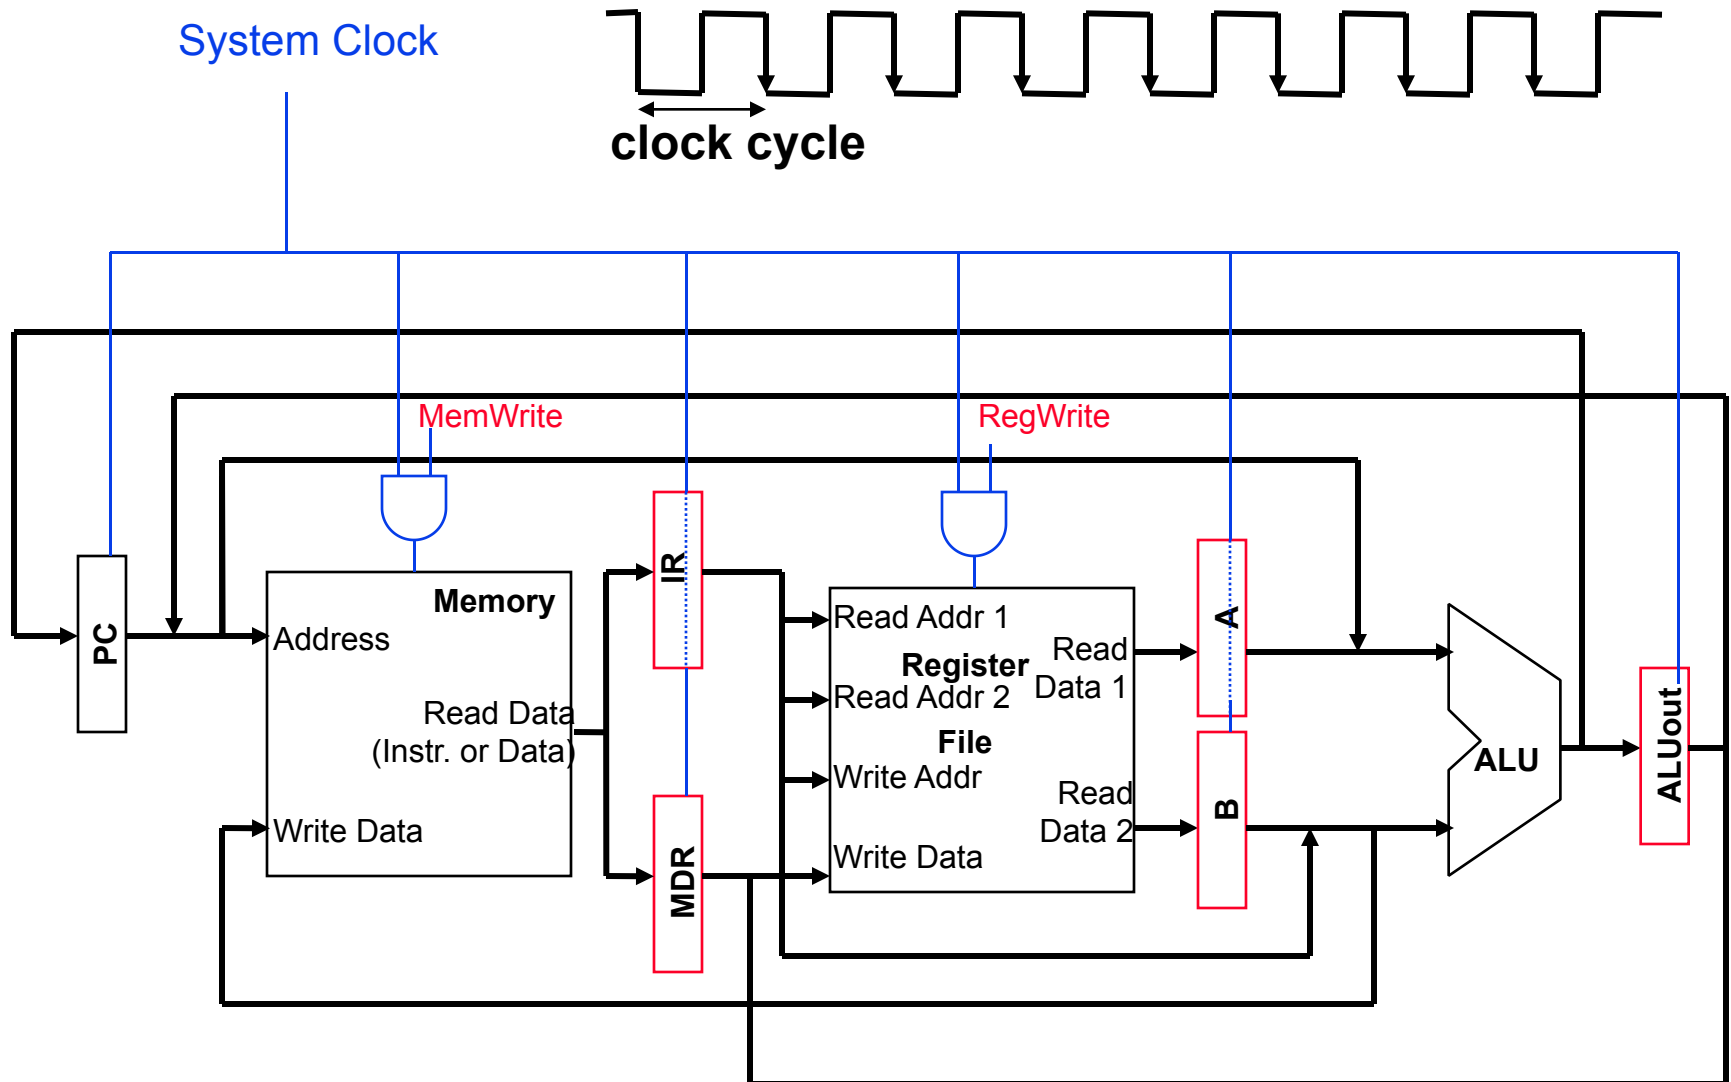 System Clock
clock cycle
MemWrite
RegWrite
PC
Memory
Address
Read Data
(Instr. or Data)
Write Data
IR
MDR
Read Addr 1
Register
Read Addr 2
File
Write Addr
Write Data
Read
Data 1
Read
Data 2
A
B
ALU
ALUout